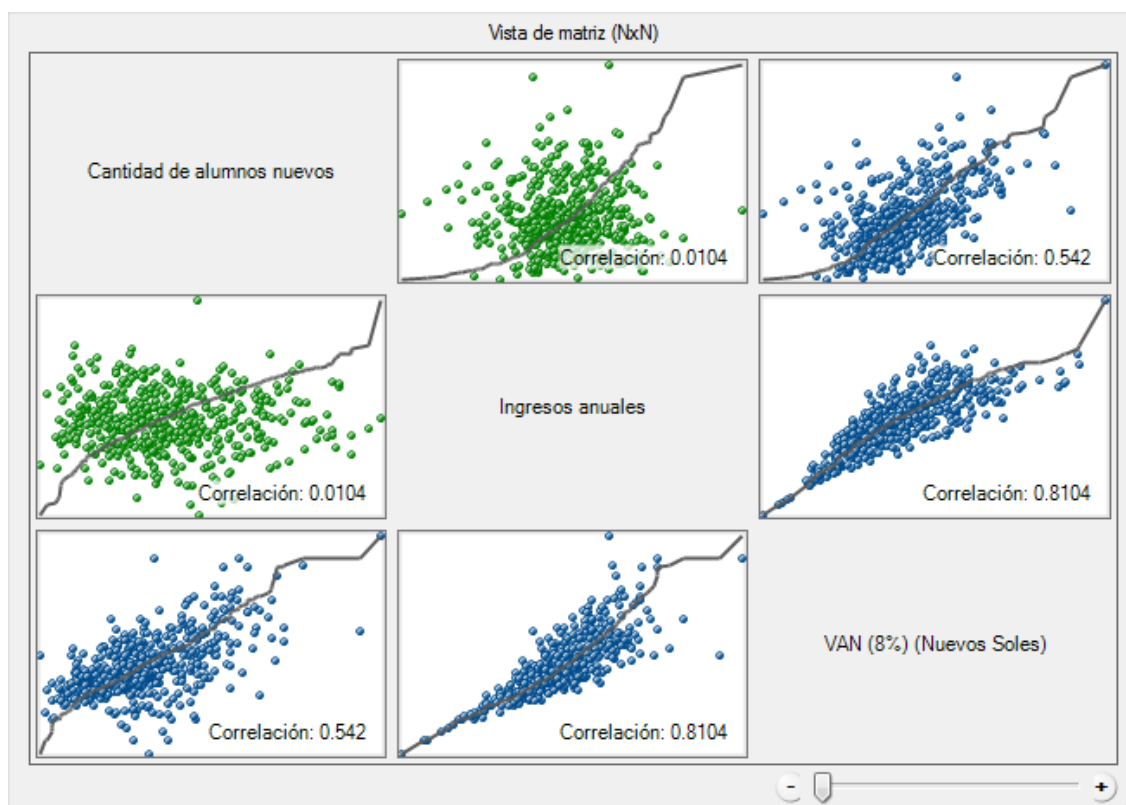 Vista de matriz (NxN)
Cantidad de alumnos nuevos
Correlación: 0.0104
Correlación: 0.542
Correlación: 0.0104
Ingresos anuales
Correlación: 0.8104
Correlación: 0.542
Correlación: 0.8104
VAN (8%) (Nuevos Soles)
- +